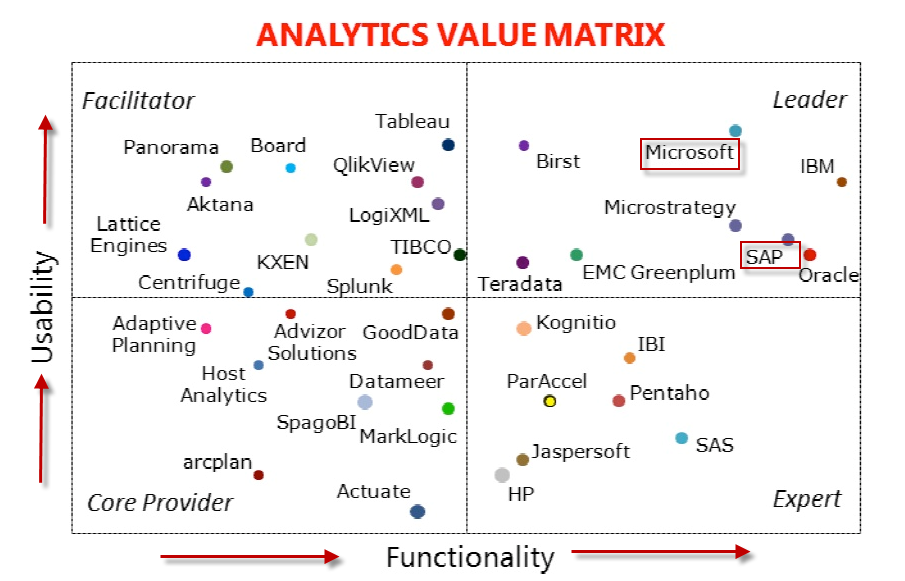 ANALYTICS VALUE MATRIX
Facilitator
Leader
Tableau
Panorama
Board
QlikView
Birst
Microsoft
IBM
Aktana
LogiXML
Microstrategy
Lattice
Engines
KXEN
TIBCO
SAP
Centrifuge
Splunk
Teradata
EMC Greenplum
Oracle
Usability
Adaptive
Planning
Advizor
Solutions
GoodData
Kognitio
IBI
Host
Analytics
Datameer
ParAccel
Pentaho
SpagoBI
MarkLogic
SAS
arcplan
Jaspersoft
Actuate
HP
Core Provider
Expert
Functionality